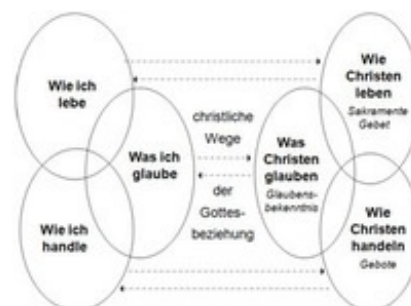 Wie ich
lebe
Was ich
glaube
Wie ich
handle
christliche
Wege
der
Gottes-
beziehung
Was
Christen
glauben
Glaubens-
bekenntnis
Wie
Christen
leben
Sakramente
Gebet
Wie
Christen
handeln
Gebote